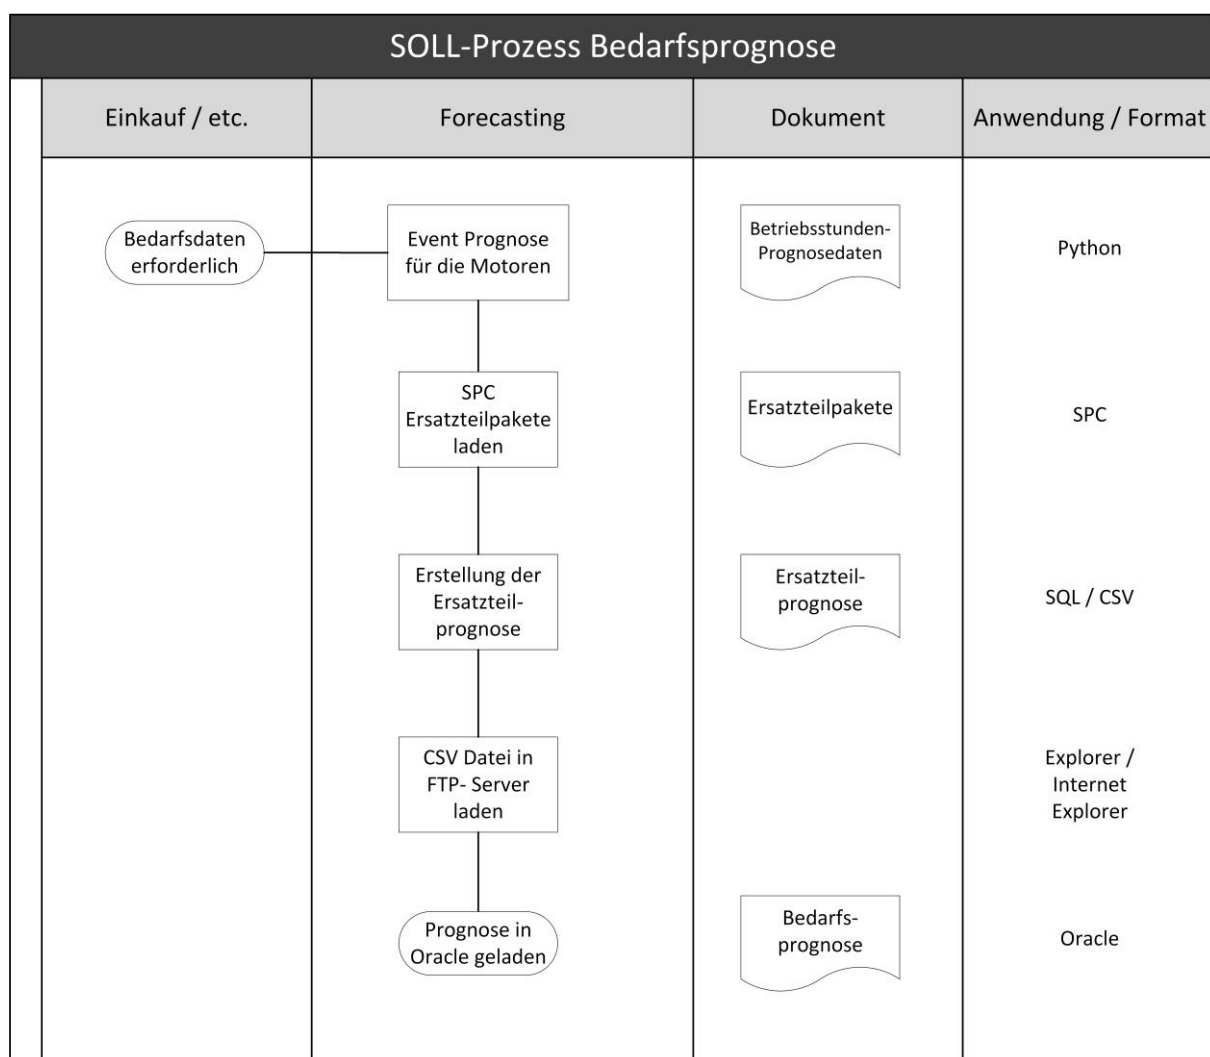 SOLL-Prozess Bedarfsprognose
Einkauf / etc.
Forecasting
Dokument
Anwendung / Format
Bedarfsdaten
erforderlich
Event Prognose
für die Motoren
Betriebsstunden-
Prognosedaten
Python
SPC
Ersatzteilpakete
laden
Ersatzteilpakete
SPC
Erstellung der
Ersatzteil-
prognose
Ersatzteil-
prognose
SQL / CSV
CSV Datei in
FTP- Server
laden
Explorer /
Internet
Explorer
Prognose in
Oracle geladen
Bedarfs-
prognose
Oracle